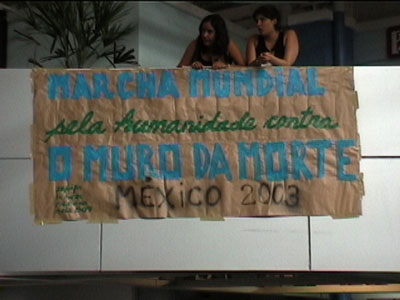 MARCHA MUNDIAL
pela humanidade contra
O MURO DA MORTE
MÉXICO 2003